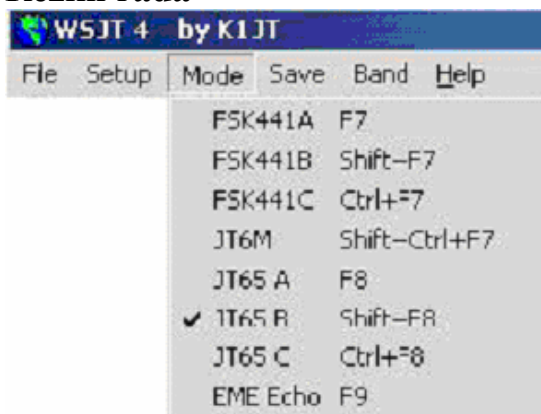 WSJT 4 by K1JT
File Setup Mode Save Band Help
FSK441A F7
FSK441B Shift+F7
FSK441C Ctrl+F7
JT6M Shift+Ctrl+F7
JT65 A F8
✔ JT65 B Shift+F8
JT65 C Ctrl+F8
EME Echo F9